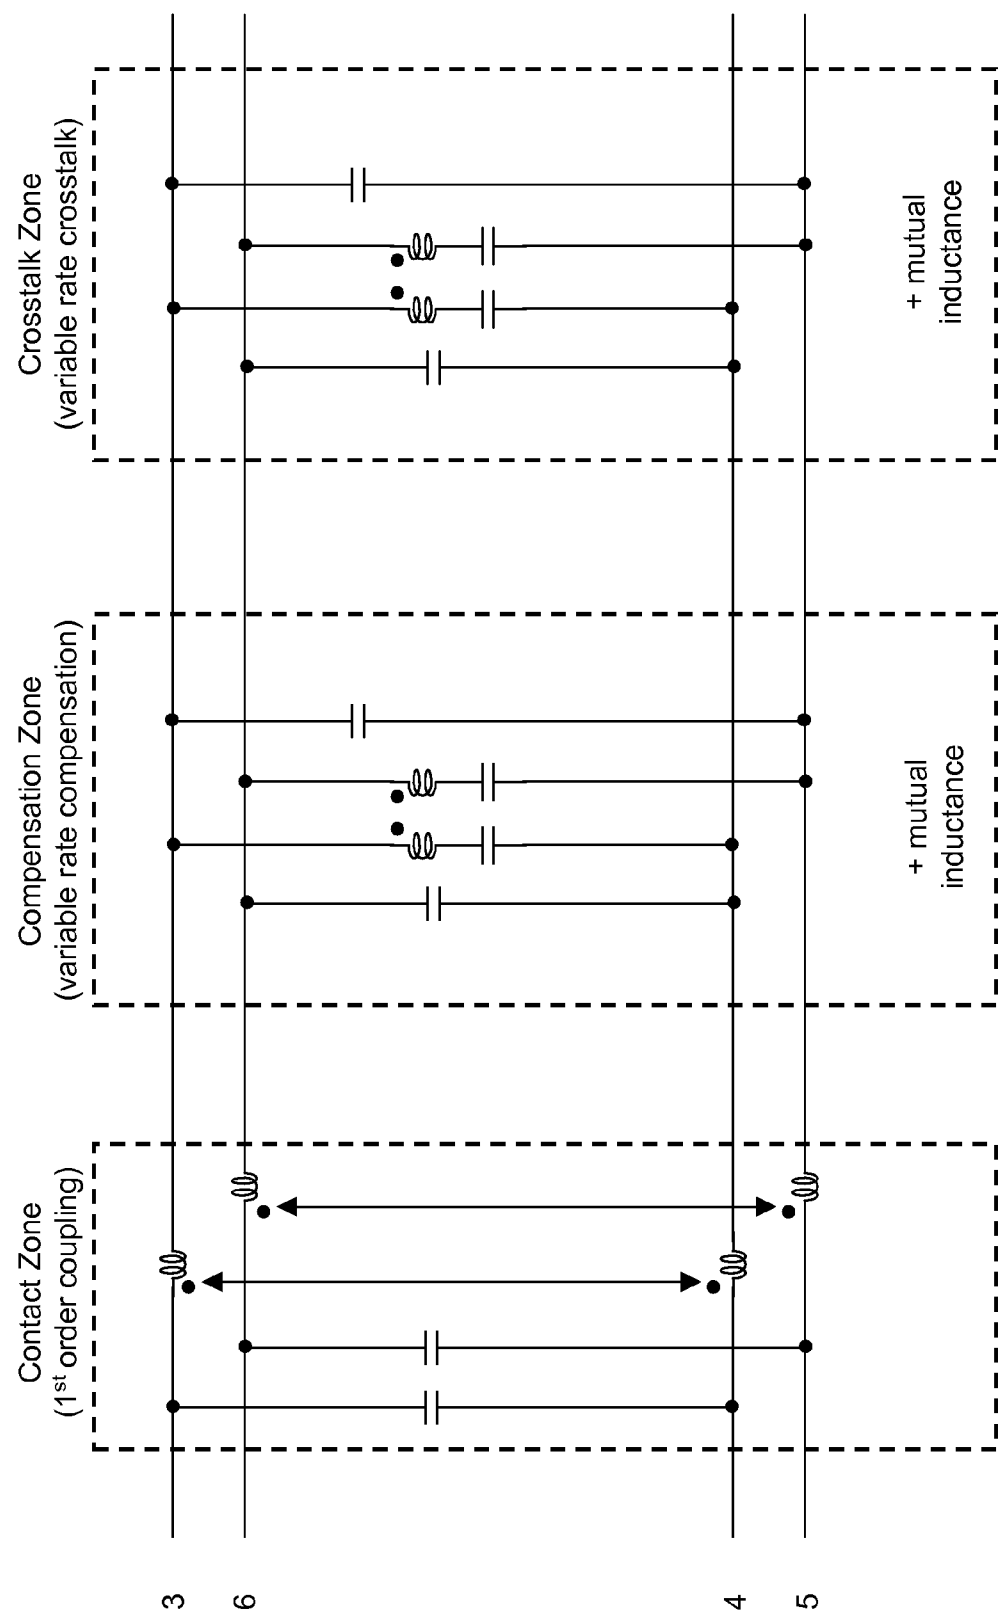 Contact Zone
(1st order coupling)
Compensation Zone
(variable rate compensation)
Crosstalk Zone
(variable rate crosstalk)
3
6
4
5
+ mutual
inductance
+ mutual
inductance